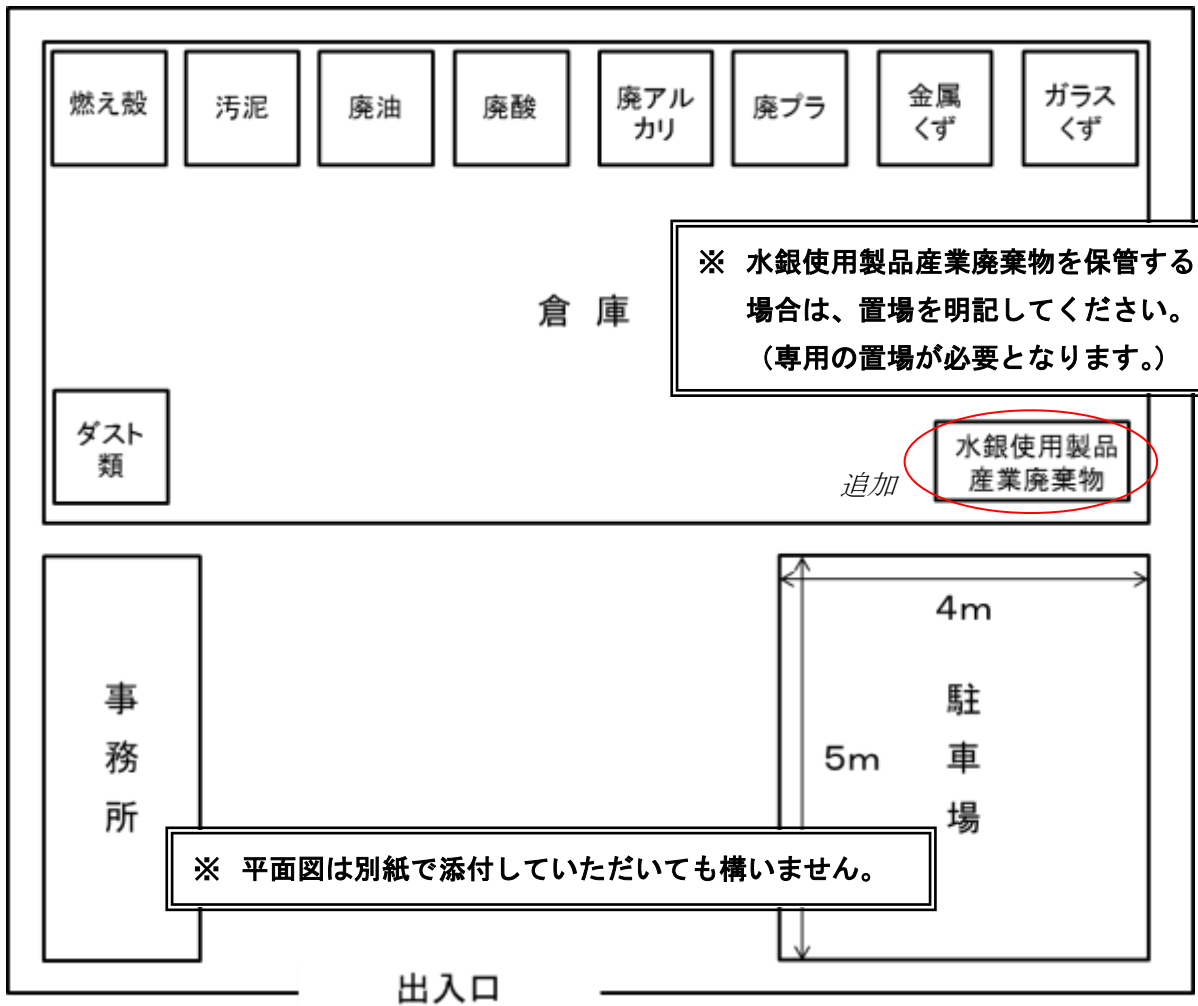 燃え殻
汚泥
廃油
廃酸
廃アル
カリ
廃プラ
金属
くず
ガラス
くず
※ 水銀使用製品産業廃棄物を保管する
場合は、置場を明記してください。
（専用の置場が必要となります。）
倉 庫
ダスト
類
追加
水銀使用製品
産業廃棄物
事務所
4m
5m
駐車場
※ 平面図は別紙で添付していただいても構いません。
出入口